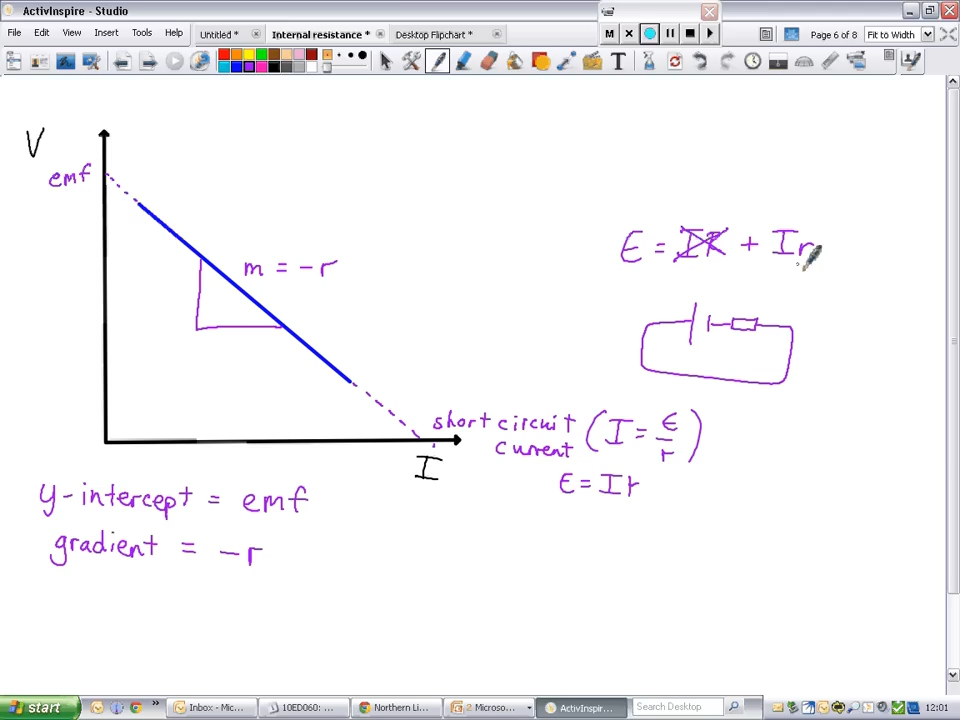 ActivInspire - Studio
File Edit View Insert Tools Help
Untitled *
Internal resistance *
Desktop Flipchart *
Page 6 of 8
Fit to Width
M
V
emf
m = -r
E = IR + Ir
short circuit current
(I = ε/r)
I
ε = Ir
y-intercept = emf
gradient = -r
start
Inbox - Mic...
10ED060: ...
Northern Li...
2 Microso...
ActivInspir...
Search Desktop
12:01